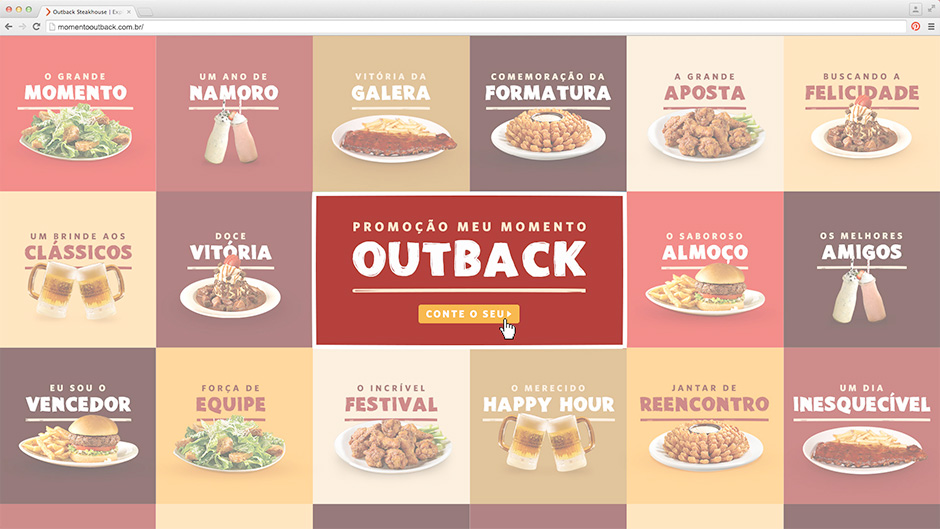 Outback Steakhouse | Exa
momentooutback.com.br/
O GRANDE
MOMENTO
UM ANO DE
NAMORO
VITÓRIA DA
GALERA
COMEMORAÇÃO DA
FORMATURA
A GRANDE
APOSTA
BUSCANDO A
FELICIDADE
UM BRINDE AOS
CLÁSSICOS
DOCE
VITÓRIA
PROMOÇÃO MEU MOMENTO
OUTBACK
CONTE O SEU
O SABOROSO
ALMOÇO
OS MELHORES
AMIGOS
EU SOU O
VENCEDOR
FORÇA DE
EQUIPE
O INCRÍVEL
FESTIVAL
O MERECIDO
HAPPY HOUR
JANTAR DE
REENCONTRO
UM DIA
INESQUECÍVEL